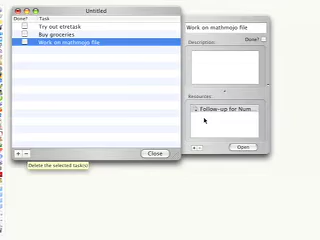 Untitled
Done? Task
Try out etretask
Buy groceries
Work on mathmojo file
Delete the selected task(s)
Close
Work on mathmojo file
Done?
Description:
Resources:
Follow-up for Num...
Open